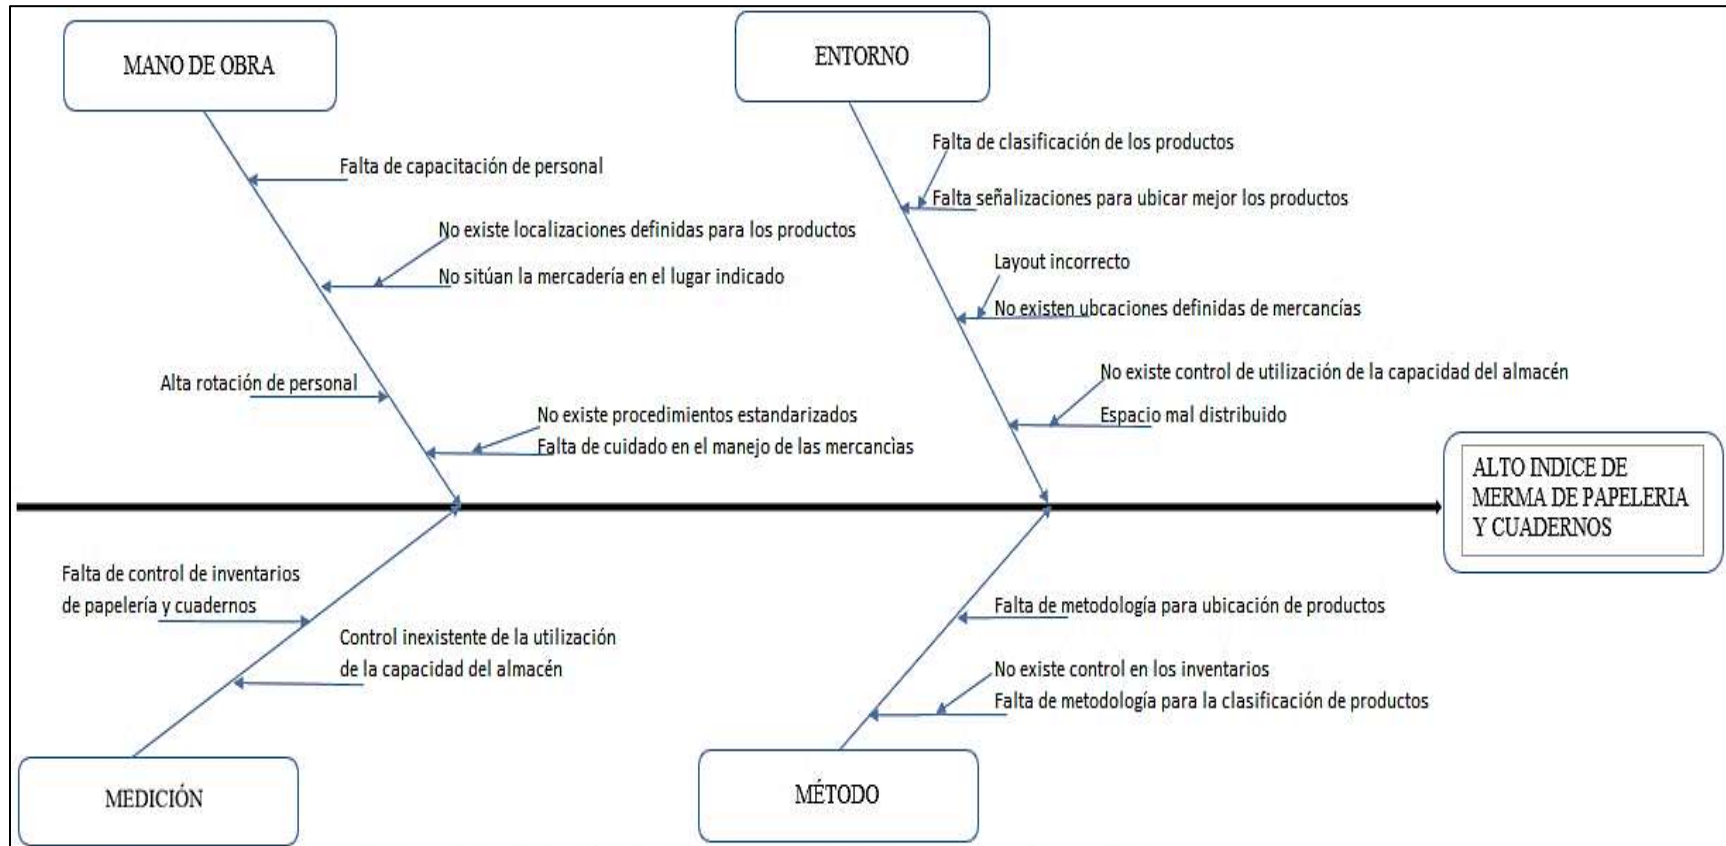 MANO DE OBRA
ENTORNO
Falta de capacitación de personal
No existe localizaciones definidas para los productos
No sitúan la mercadería en el lugar indicado
Alta rotación de personal
No existe procedimientos estandarizados
Falta de cuidado en el manejo de las mercancìas
Falta de clasificación de los productos
Falta señalizaciones para ubicar mejor los productos
Layout incorrecto
No existen ubcaciones definidas de mercancías
No existe control de utilización de la capacidad del almacén
Espacio mal distribuido
ALTO INDICE DE
MERMA DE PAPELERIA
Y CUADERNOS
Falta de control de inventarios
de papelería y cuadernos
Control inexistente de la utilización
de la capacidad del almacén
Falta de metodología para ubicación de productos
No existe control en los inventarios
Falta de metodología para la clasificación de productos
MEDICIÓN
MÉTODO